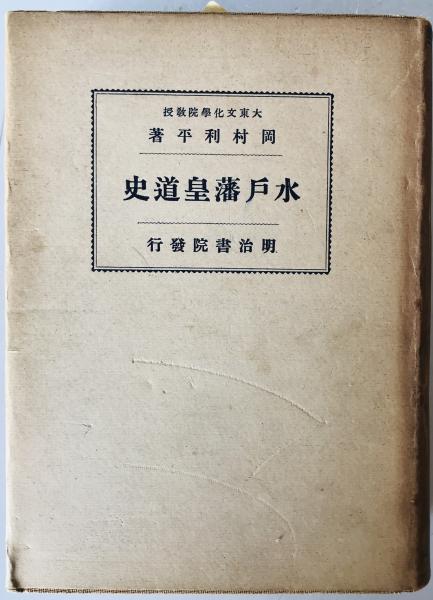 大東文化學院敎授
岡村利平著
水戶藩皇道史
明治書院發行